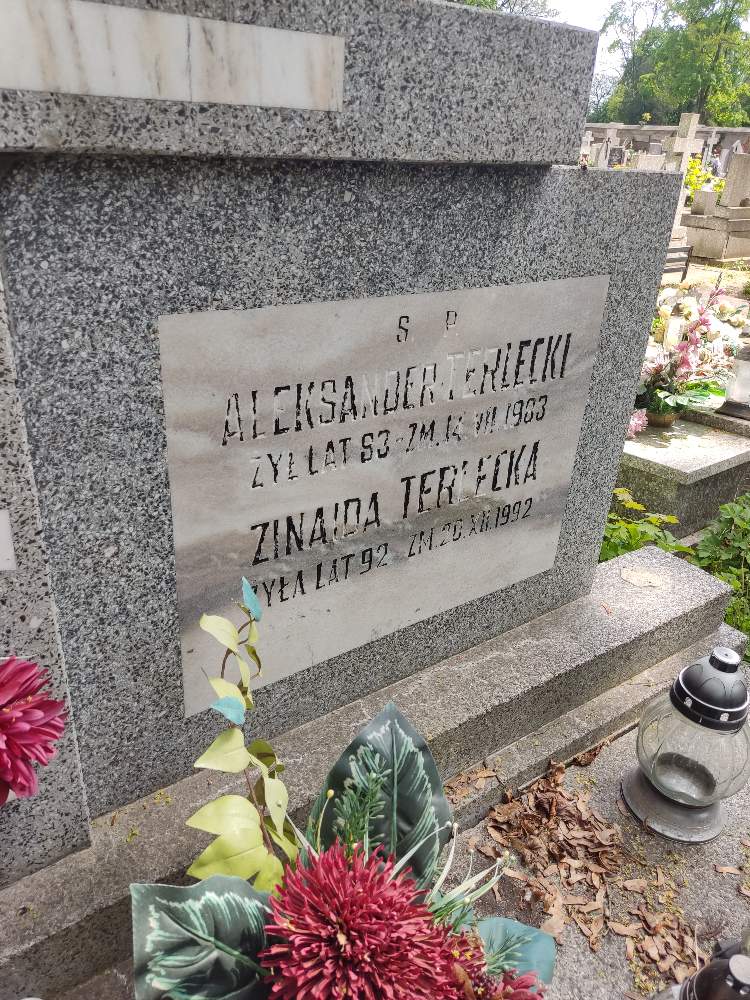 S P
ALEKSANDER TERLECKI
ŻYŁ LAT 83 - ZM. 14. VII. 1983
ZINAIDA TERLECKA
ŻYŁA LAT 92 ZM. 20. XII. 1992